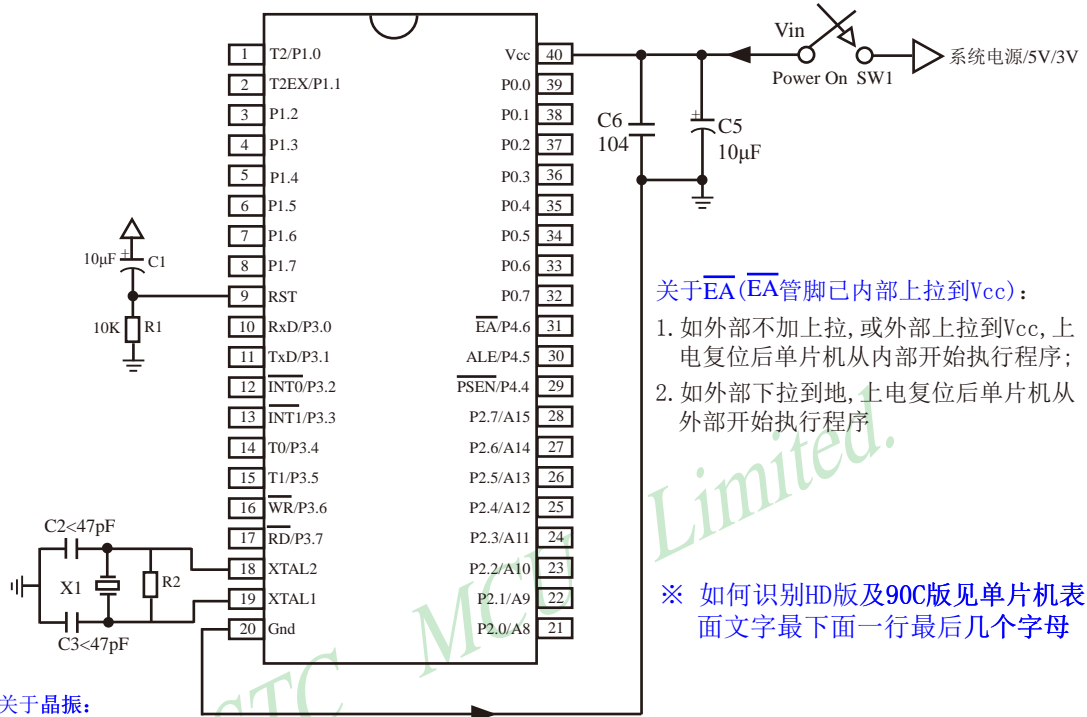 Vin
系统电源/5V/3V
Power On SW1
1 T2/P1.0 Vcc 40
2 T2EX/P1.1 P0.0 39
3 P1.2 P0.1 38
4 P1.3 P0.2 37
5 P1.4 P0.3 36
6 P1.5 P0.4 35
7 P1.6 P0.5 34
8 P1.7 P0.6 33
9 RST P0.7 32
10 RxD/P3.0 EA/P4.6 31
11 TxD/P3.1 ALE/P4.5 30
12 INT0/P3.2 PSEN/P4.4 29
13 INT1/P3.3 P2.7/A15 28
14 T0/P3.4 P2.6/A14 27
15 T1/P3.5 P2.5/A13 26
16 WR/P3.6 P2.4/A12 25
17 RD/P3.7 P2.3/A11 24
18 XTAL2 P2.2/A10 23
19 XTAL1 P2.1/A9 22
20 Gnd P2.0/A8 21
C6
104
+
C5
10μF
10μF + C1
10K R1
C2<47pF
X1 R2
C3<47pF
关于EA(EA管脚已内部上拉到Vcc):
1. 如外部不加上拉,或外部上拉到Vcc,上
电复位后单片机从内部开始执行程序;
2. 如外部下拉到地,上电复位后单片机从
外部开始执行程序
※ 如何识别HD版及90C版见单片机表
面文字最下面一行最后几个字母
关于晶振:
STC MCU Limited.